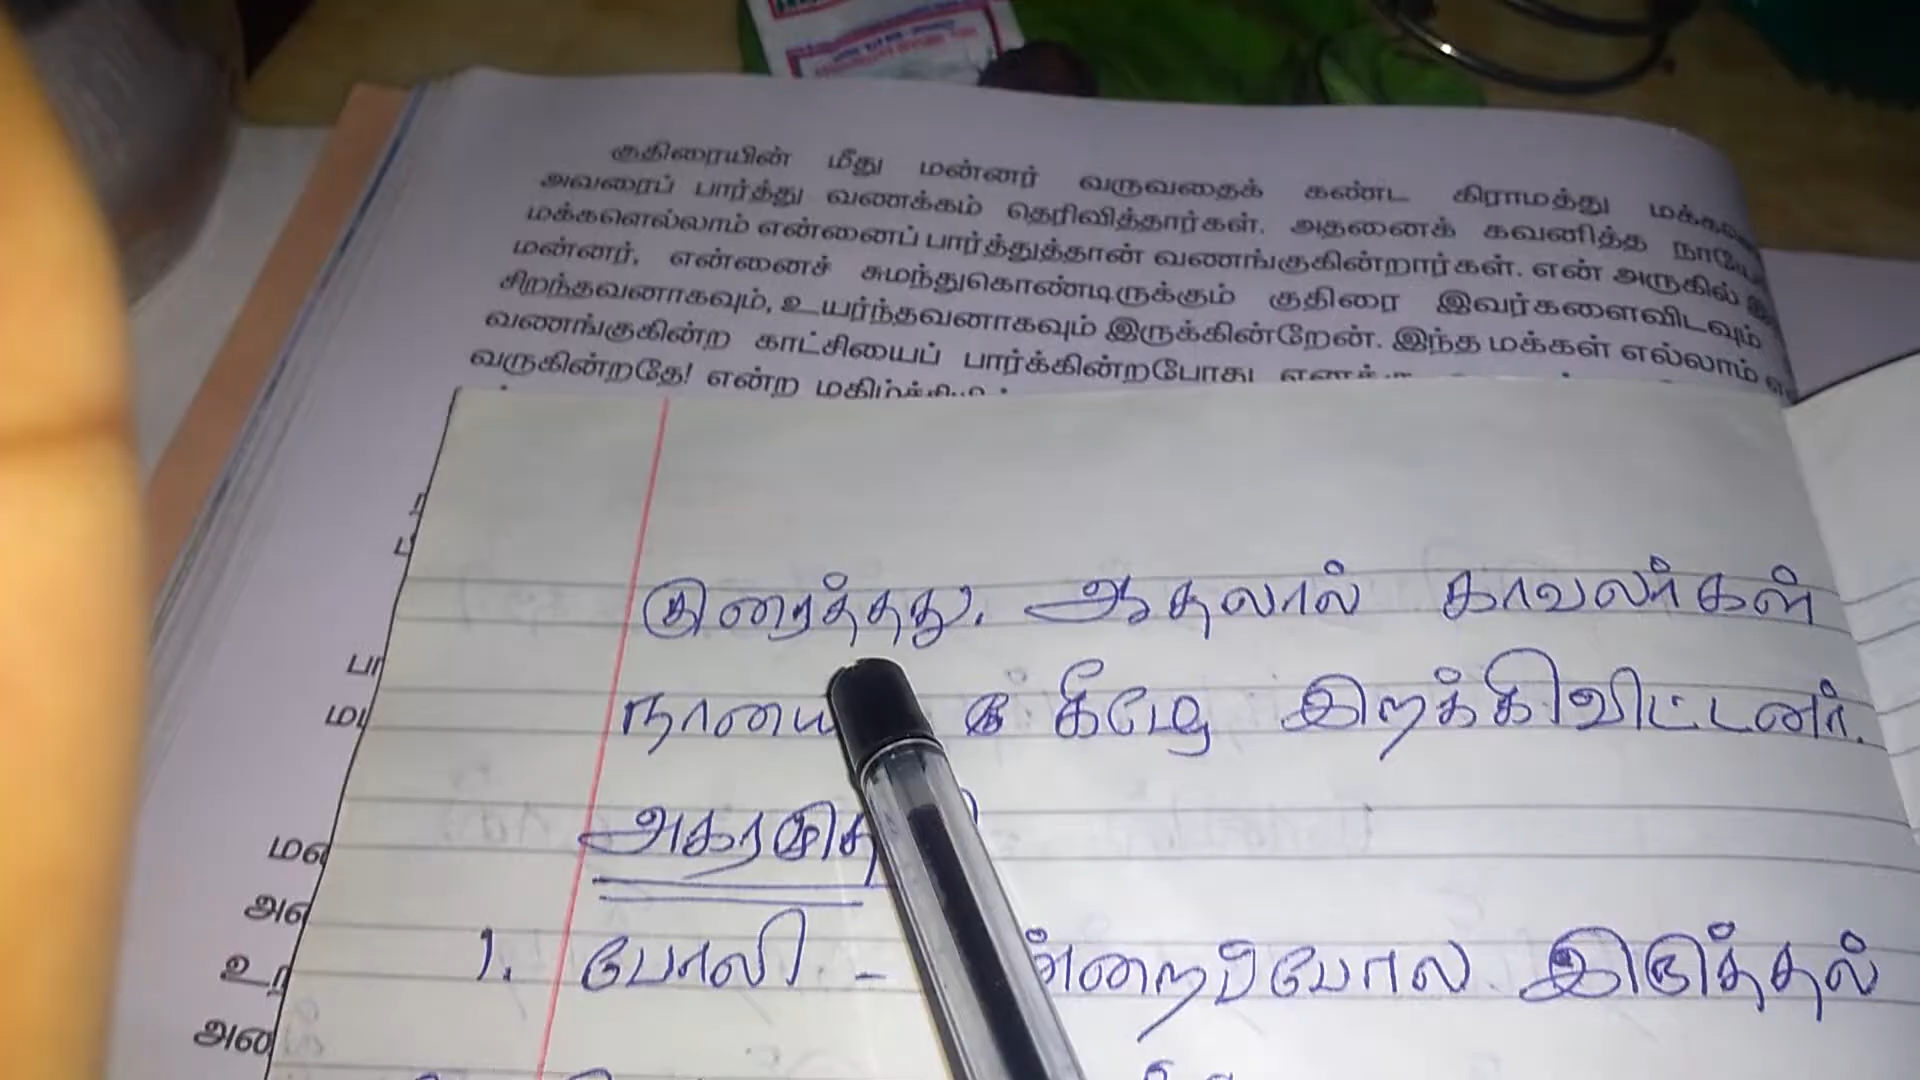 குதிரையின் மீது மன்னர் வருவதைக் கண்ட கிராமத்து
அவரைப் பார்த்து வணக்கம் தெரிவித்தார்கள். அதனைக் கவனித்த
மக்களெல்லாம் என்னைப் பார்த்துத்தான் வணங்குகின்றார்கள். என் அருகில்
மன்னர், என்னைச் சுமந்துகொண்டிருக்கும் குதிரை இவர்களைவிடவும்
சிறந்தவனாகவும், உயர்ந்தவனாகவும் இருக்கின்றேன். இந்த மக்கள் எல்லாம்
வணங்குகின்ற காட்சியைப் பார்க்கின்றபோது
வருகின்றதே! என்ற
குரைத்தது. ஆதலால் காவலர்கள்
கீழே இறக்கிவிட்டனர்.
1. போலி - இருத்தல்